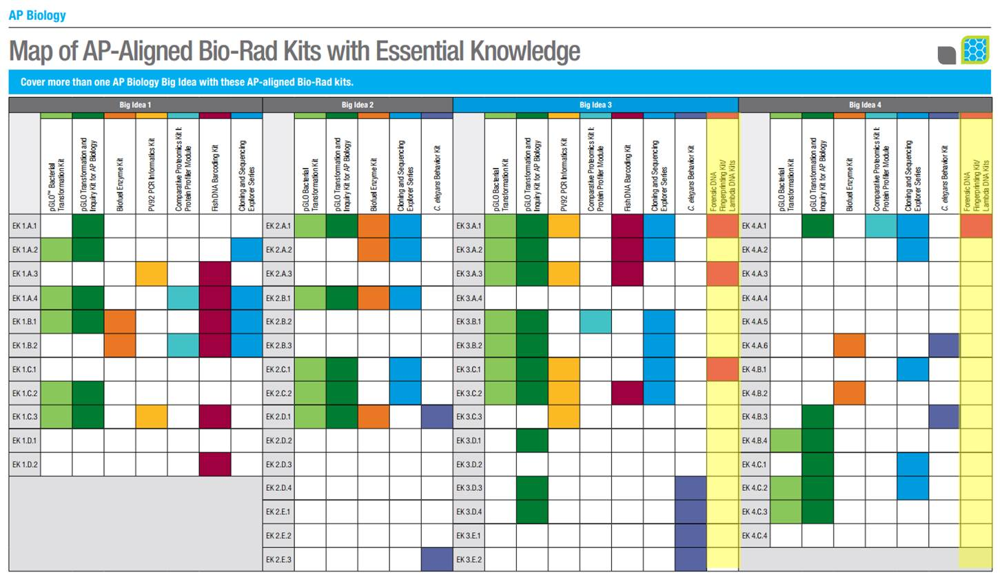 AP Biology
Map of AP-Aligned Bio-Rad Kits with Essential Knowledge
Cover more than one AP Biology Big Idea with these AP-aligned Bio-Rad kits.
Big Idea 1
Big Idea 2
Big Idea 3
Big Idea 4
pGLO™ Bacterial
Transformation Kit
pGLO Transformation and
Inquiry Kit for AP Biology
Biofuel Enzyme Kit
PV92 PCR Informatics Kit
Comparative Proteomics Kit I:
Protein Profiler Module
Fish DNA Barcoding Kit
Cloning and Sequencing
Explorer Series
pGLO Bacterial
Transformation Kit
pGLO Transformation and
Inquiry Kit for AP Biology
Biofuel Enzyme Kit
Cloning and Sequencing
Explorer Series
C. elegans Behavior Kit
pGLO Bacterial
Transformation Kit
pGLO Transformation and
Inquiry Kit for AP Biology
PV92 PCR Informatics Kit
Comparative Proteomics Kit I:
Protein Profiler Module
Fish DNA Barcoding Kit
Cloning and Sequencing
Explorer Series
C. elegans Behavior Kit
Forensic DNA
Fingerprinting Kit/
Lambda DNA Kits
pGLO Bacterial
Transformation Kit
pGLO Transformation and
Inquiry Kit for AP Biology
Biofuel Enzyme Kit
Comparative Proteomics Kit I:
Protein Profiler Module
Cloning and Sequencing
Explorer Series
C. elegans Behavior Kit
Forensic DNA
Fingerprinting Kit/
Lambda DNA Kits
EK 1.A.1 EK 2.A.1 EK 3.A.1 EK 4.A.1
EK 1.A.2 EK 2.A.2 EK 3.A.2 EK 4.A.2
EK 1.A.3 EK 2.A.3 EK 3.A.3 EK 4.A.3
EK 1.A.4 EK 2.B.1 EK 3.A.4 EK 4.A.4
EK 1.B.1 EK 2.B.2 EK 3.B.1 EK 4.A.5
EK 1.B.2 EK 2.B.3 EK 3.B.2 EK 4.A.6
EK 1.C.1 EK 2.C.1 EK 3.C.1 EK 4.B.1
EK 1.C.2 EK 2.C.2 EK 3.C.2 EK 4.B.2
EK 1.C.3 EK 2.D.1 EK 3.C.3 EK 4.B.3
EK 1.D.1 EK 2.D.2 EK 3.D.1 EK 4.B.4
EK 1.D.2 EK 2.D.3 EK 3.D.2 EK 4.C.1
EK 2.D.4 EK 3.D.3 EK 4.C.2
EK 2.E.1 EK 3.D.4 EK 4.C.3
EK 2.E.2 EK 3.E.1 EK 4.C.4
EK 2.E.3 EK 3.E.2